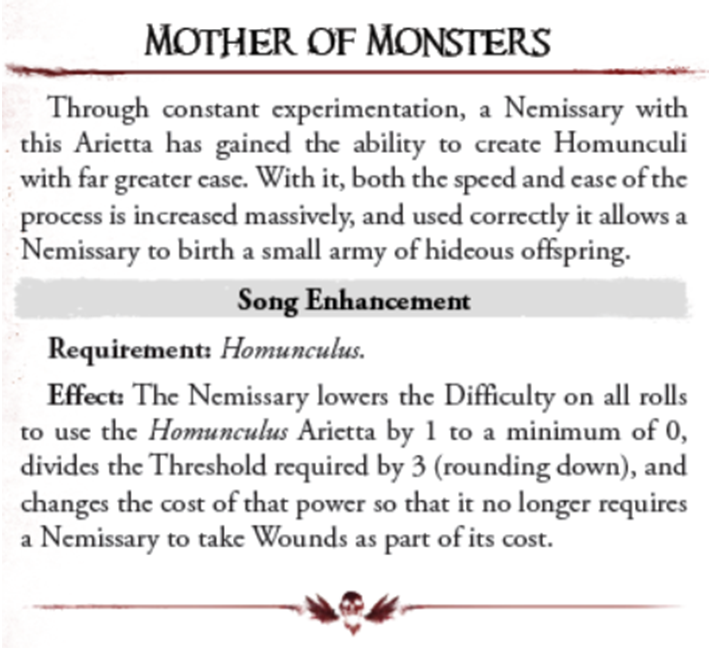 MOTHER OF MONSTERS
Through constant experimentation, a Nemissary with
this Arietta has gained the ability to create Homunculi
with far greater ease. With it, both the speed and ease of the
process is increased massively, and used correctly it allows a
Nemissary to birth a small army of hideous offspring.
Song Enhancement
Requirement: Homunculus.
Effect: The Nemissary lowers the Difficulty on all rolls
to use the Homunculus Arietta by 1 to a minimum of 0,
divides the Threshold required by 3 (rounding down), and
changes the cost of that power so that it no longer requires
a Nemissary to take Wounds as part of its cost.